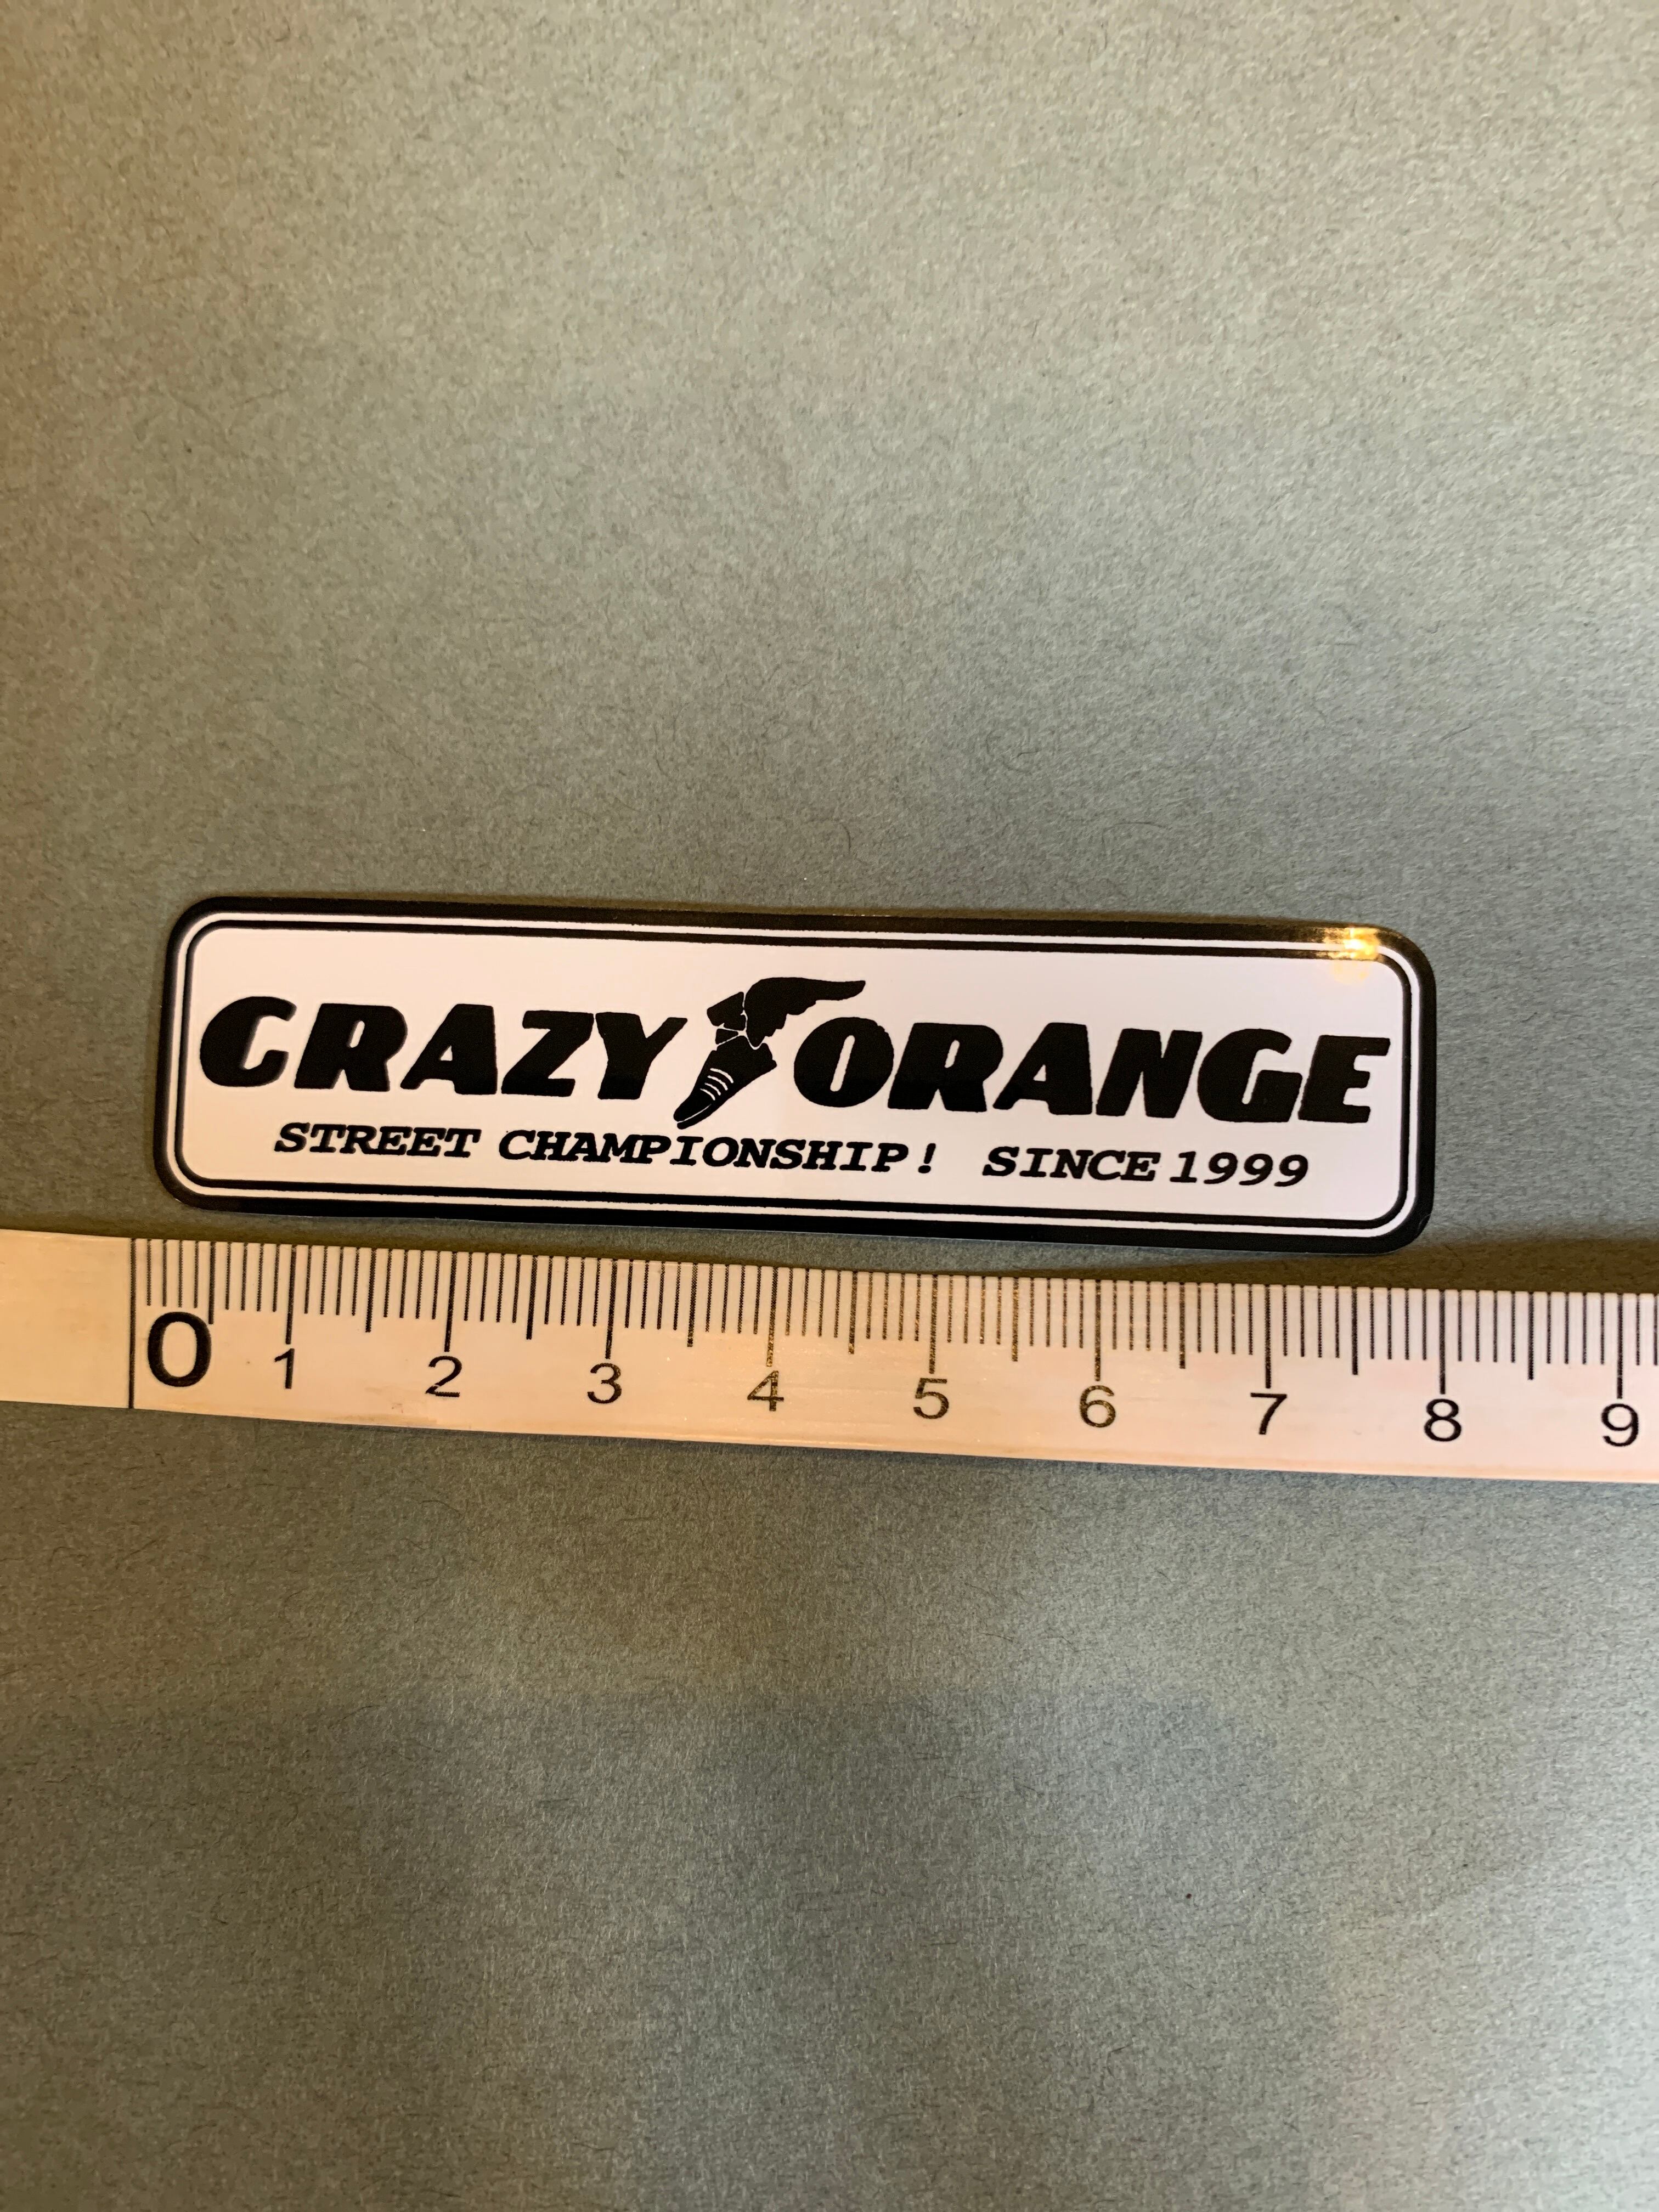 CRAZY ORANGE
STREET CHAMPIONSHIP! SINCE 1999
0 1 2 3 4 5 6 7 8 9